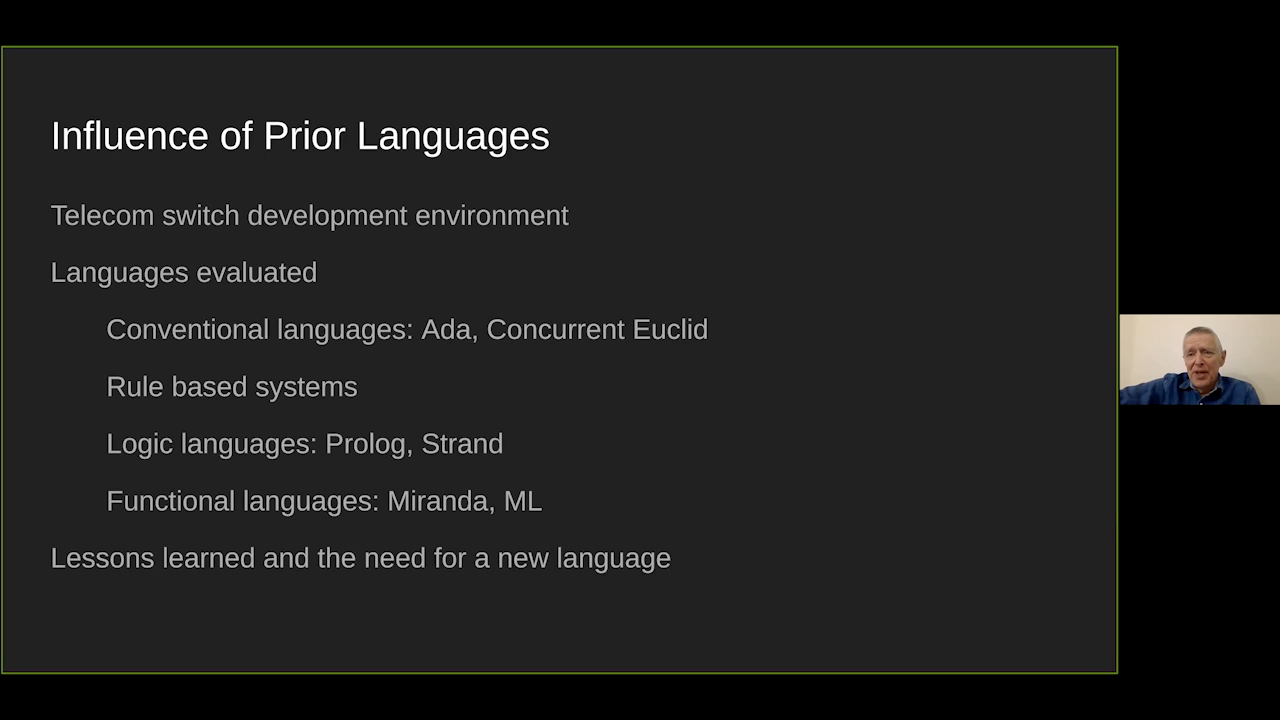 Influence of Prior Languages
Telecom switch development environment
Languages evaluated
Conventional languages: Ada, Concurrent Euclid
Rule based systems
Logic languages: Prolog, Strand
Functional languages: Miranda, ML
Lessons learned and the need for a new language